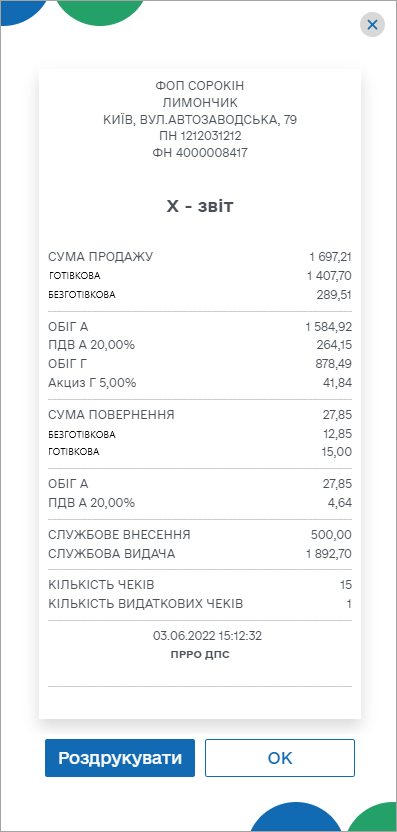 ФОП СОРОКІН
ЛИМОНЧИК
КИЇВ, ВУЛ.АВТОЗАВОДСЬКА, 79
ПН 1212031212
ФН 4000008417
X - звіт
СУМА ПРОДАЖУ 1 697,21
ГОТІВКОВА 1 407,70
БЕЗГОТІВКОВА 289,51
ОБІГ А 1 584,92
ПДВ А 20,00% 264,15
ОБІГ Г 878,49
Акциз Г 5,00% 41,84
СУМА ПОВЕРНЕННЯ 27,85
БЕЗГОТІВКОВА 12,85
ГОТІВКОВА 15,00
ОБІГ А 27,85
ПДВ А 20,00% 4,64
СЛУЖБОВЕ ВНЕСЕННЯ 500,00
СЛУЖБОВА ВИДАЧА 1 892,70
КІЛЬКІСТЬ ЧЕКІВ 15
КІЛЬКІСТЬ ВИДАТКОВИХ ЧЕКІВ 1
03.06.2022 15:12:32
ПРРО ДПС
Роздрукувати ОК